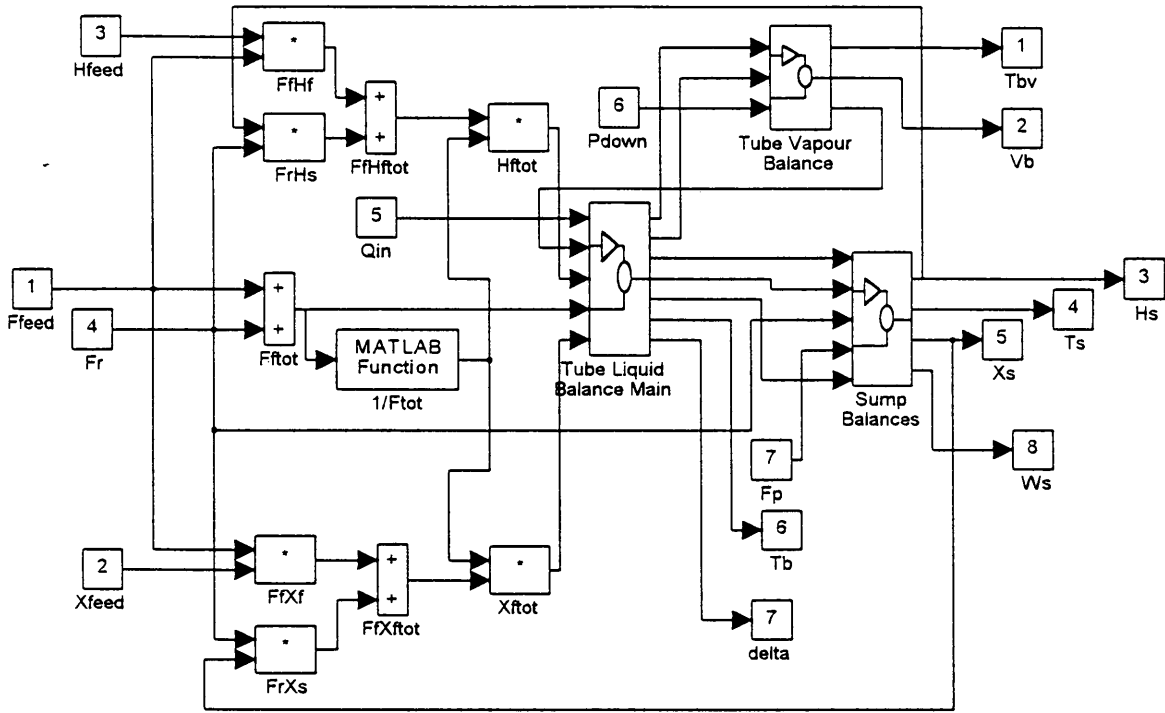 3
Hfeed
*
FfHf
*
FrHs
+
+
FfHftot
*
Hftot
6
Pdown
Tube Vapour
Balance
1
Tbv
2
Vb
5
Qin
1
Ffeed
4
Fr
+
+
Fftot
MATLAB
Function
1/Ftot
Tube Liquid
Balance Main
Sump
Balances
3
Hs
4
Ts
5
Xs
8
Ws
7
Fp
6
Tb
7
delta
2
Xfeed
*
FfXf
*
FrXs
+
+
FfXftot
*
Xftot